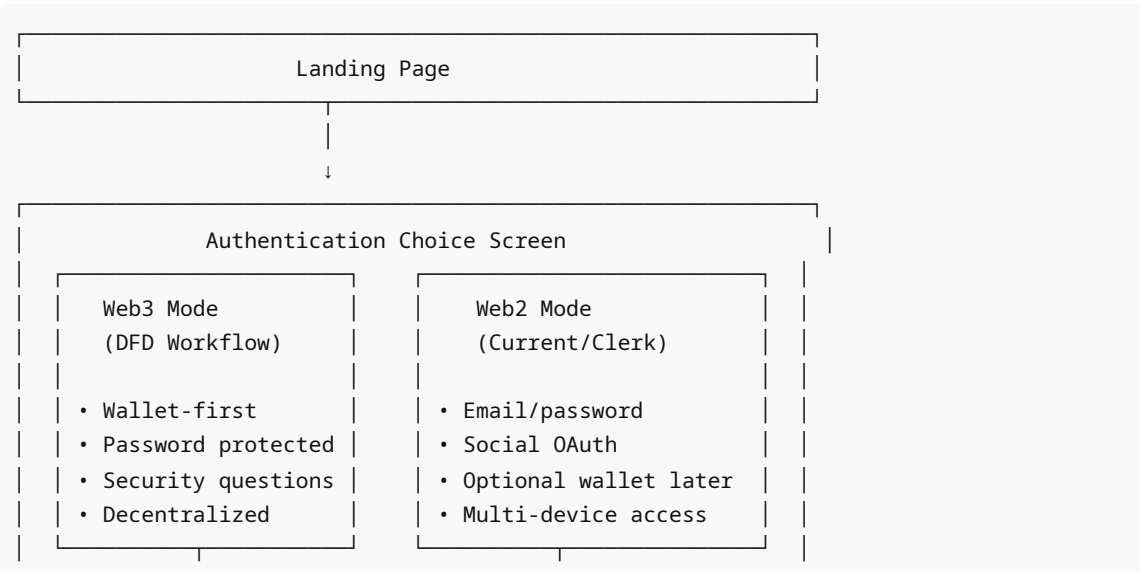 Landing Page
↓
Authentication Choice Screen
Web3 Mode Web2 Mode
(DFD Workflow) (Current/Clerk)
• Wallet-first • Email/password
• Password protected • Social OAuth
• Security questions • Optional wallet later
• Decentralized • Multi-device access